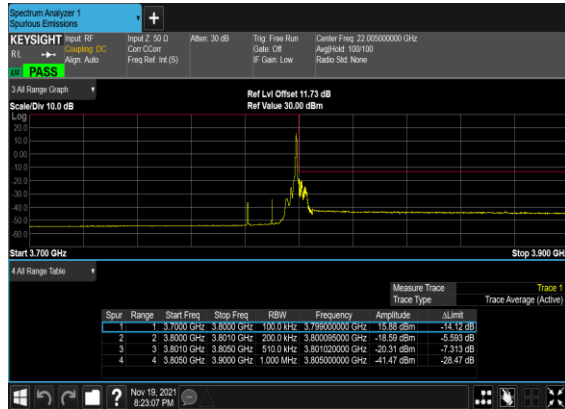 Spectrum Analyzer 1
Spurious Emissions
+
KEYSIGHT Input: RF Input Z: 50 Ω Atten: 30 dB Trig: Free Run Center Freq: 22.005000000 GHz
RL Coupling: DC Corr CCorr Gate: Off Avg|Hold: 100/100
Align: Auto Freq Ref: Int (S) IF Gain: Low Radio Std: None
PASS
3 All Range Graph Ref Lvl Offset 11.73 dB
Scale/Div 10.0 dB Ref Value 30.00 dBm
Log
20.0
10.0
0.00
-10.0
-20.0
-30.0
-40.0
-50.0
-60.0
Start 3.700 GHz Stop 3.900 GH
4 All Range Table
Measure Trace Trace 1
Trace Type Trace Average (Active)
Spur Range Start Freq Stop Freq RBW Frequency Amplitude ΔLimit
1 1 3.7000 GHz 3.8000 GHz 100.0 kHz 3.799000000 GHz 15.88 dBm -14.12 dB
2 2 3.8000 GHz 3.8010 GHz 200.0 kHz 3.800095000 GHz -18.59 dBm -5.593 dB
3 3 3.8010 GHz 3.8050 GHz 510.0 kHz 3.801020000 GHz -20.31 dBm -7.313 dB
4 4 3.8050 GHz 3.9000 GHz 1.000 MHz 3.805000000 GHz -41.47 dBm -28.47 dB
? Nov 19, 2021
8:23:07 PM